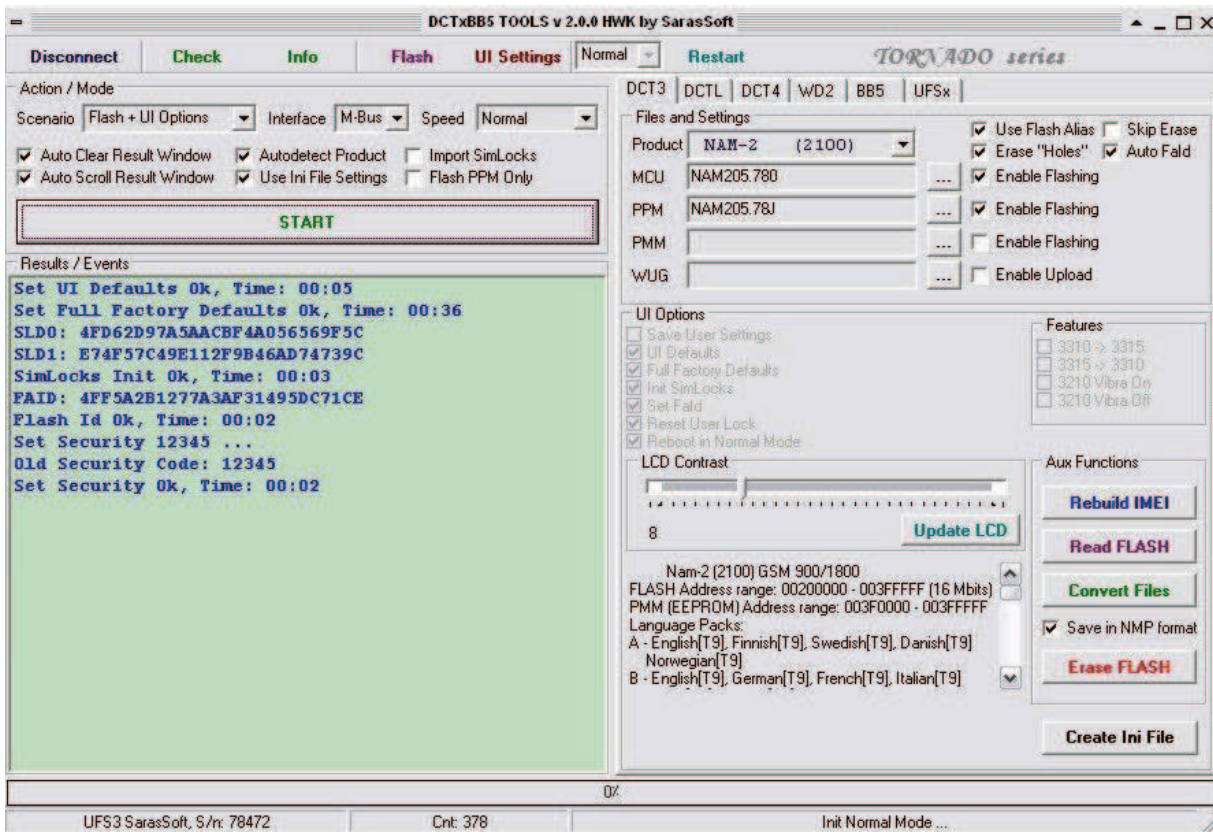 DCTxBB5 TOOLS v 2.0.0 HWK by SarasSoft
Disconnect Check Info Flash UI Settings Normal Restart TORNADO series
Action / Mode
Scenario Flash + UI Options Interface M-Bus Speed Normal
Auto Clear Result Window Autodetect Product Import SimLocks
Auto Scroll Result Window Use Ini File Settings Flash PPM Only
START
Results / Events
Set UI Defaults Ok, Time: 00:05
Set Full Factory Defaults Ok, Time: 00:36
SLD0: 4FD62D97A5AACBF4A056569F5C
SLD1: E74F57C49E112F9B46AD74739C
SimLocks Init Ok, Time: 00:03
FAID: 4FF5A2B1277A3AF31495DC71CE
Flash Id Ok, Time: 00:02
Set Security 12345 ...
Old Security Code: 12345
Set Security Ok, Time: 00:02
DCT3 DCTL DCT4 WD2 BB5 UFSx
Files and Settings
Product NAM-2 (2100)
Use Flash Alias Skip Erase
Erase "Holes" Auto FaId
MCU NAM205.780 ... Enable Flashing
PPM NAM205.78J ... Enable Flashing
PMM ... Enable Flashing
WUG ... Enable Upload
UI Options
Save User Settings
UI Defaults
Full Factory Defaults
Init SimLocks
Set FaId
Reset User Lock
Reboot in Normal Mode
Features
3310 -> 3315
3315 -> 3310
3210 Vibra On
3210 Vibra Off
LCD Contrast
8 Update LCD
Nam-2 (2100) GSM 900/1800
FLASH Address range: 00200000 - 003FFFFF (16 Mbits)
PMM (EEPROM) Address range: 003F0000 - 003FFFFF
Language Packs:
A - English[T9], Finnish[T9], Swedish[T9], Danish[T9]
Norwegian[T9]
B - English[T9], German[T9], French[T9], Italian[T9]
Aux Functions
Rebuild IMEI
Read FLASH
Convert Files
Save in NMP format
Erase FLASH
Create Ini File
0%
UFS3 SarasSoft, S/n: 78472 Cnt: 378 Init Normal Mode ...